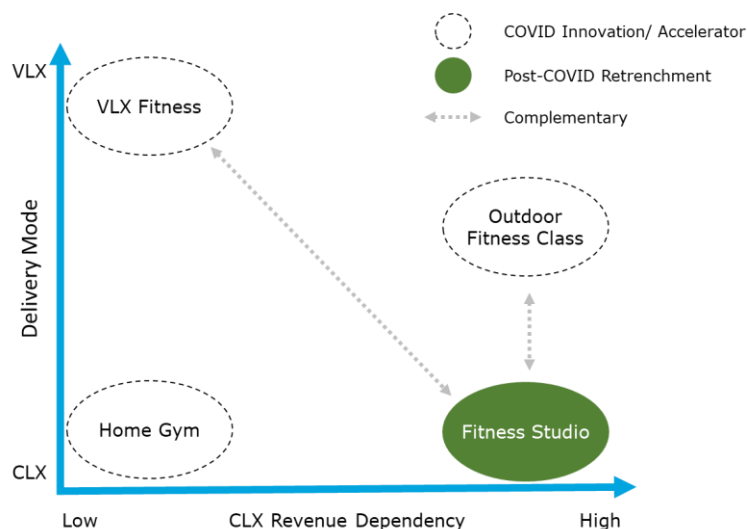 COVID Innovation/ Accelerator
Post-COVID Retrenchment
Complementary
VLX
VLX Fitness
Outdoor
Fitness Class
Delivery Mode
Home Gym
Fitness Studio
CLX
Low
CLX Revenue Dependency
High